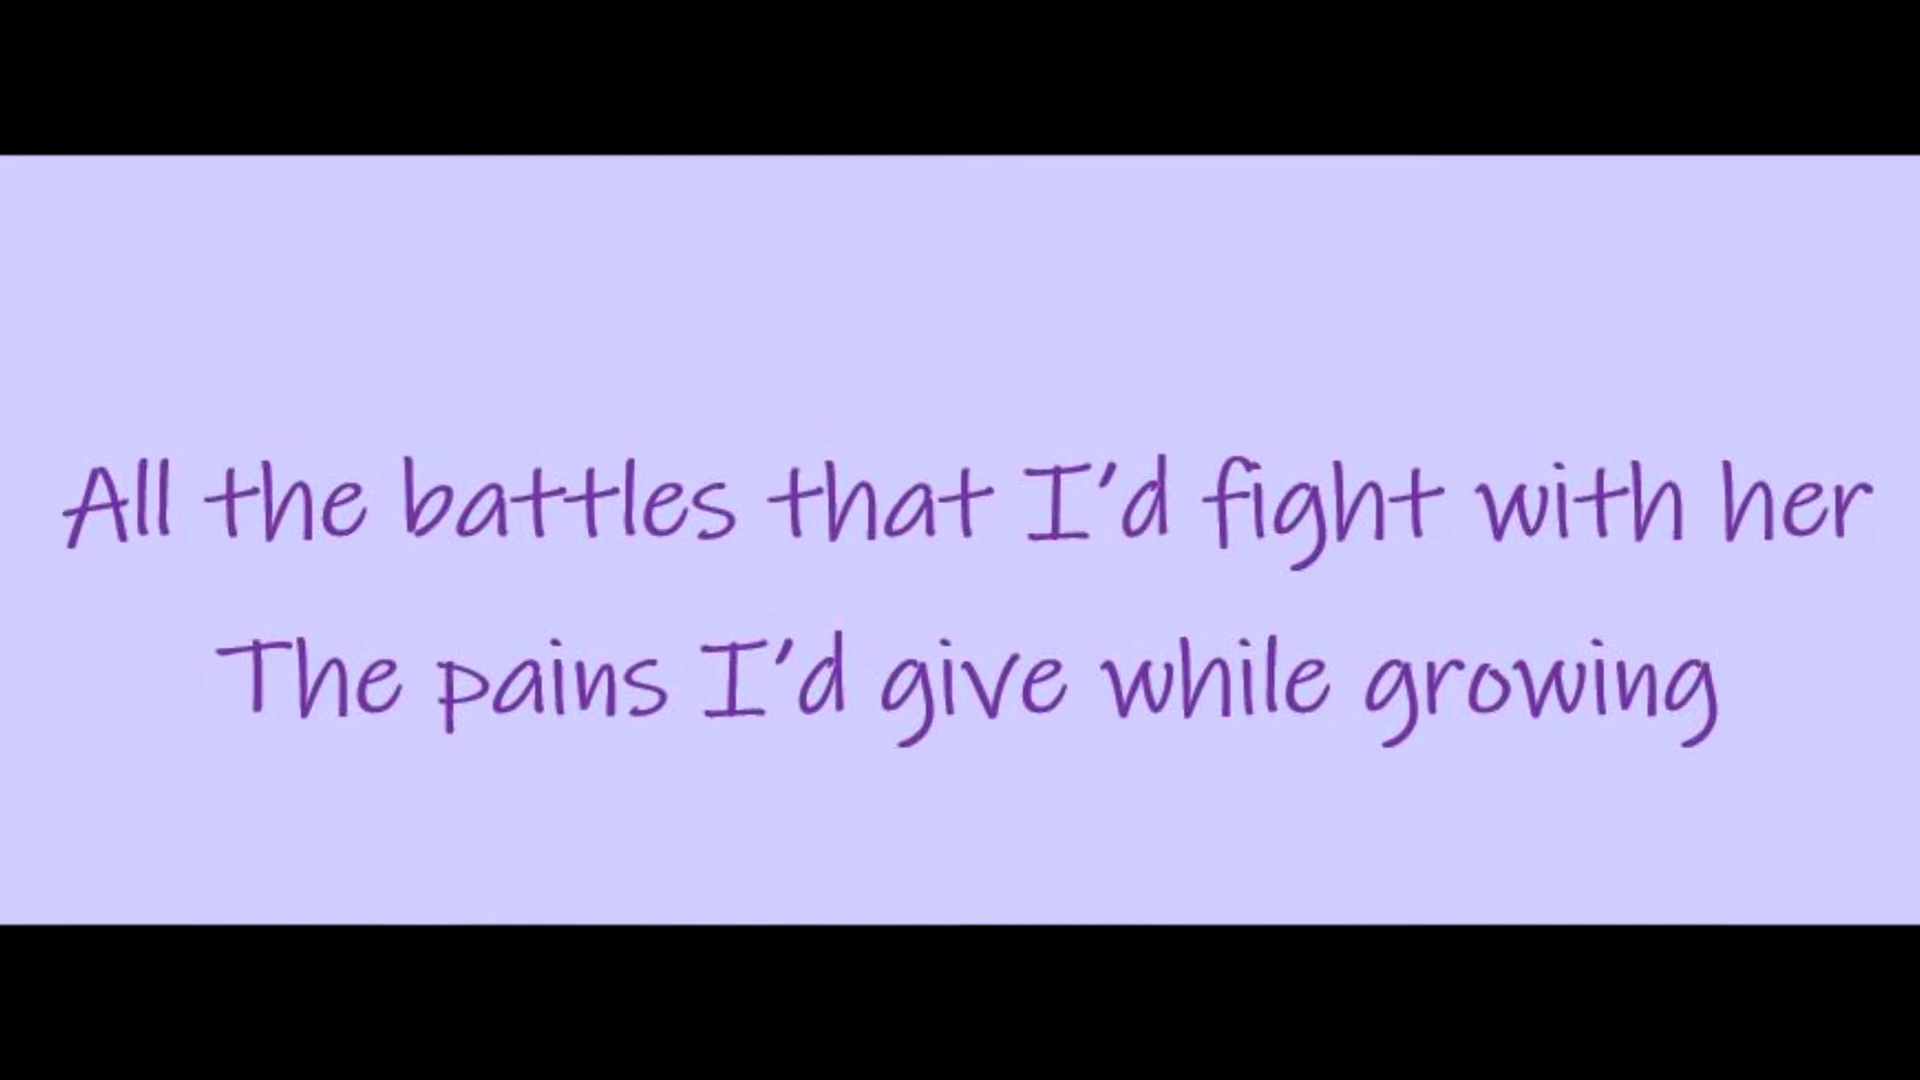 All the battles that I'd fight with her
The pains I'd give while growing